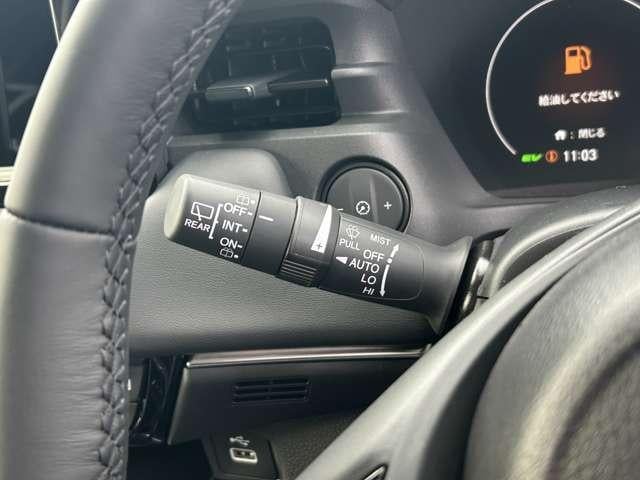 給油してください
: 閉じる
EV 11:03
+
REAR
OFF
INT
ON
MIST
PULL
OFF
AUTO
LO
HI